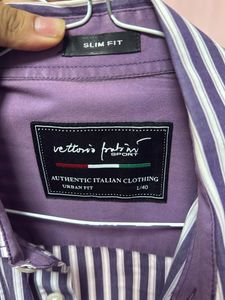 SLIM FIT
vettorio fratini
SPORT
AUTHENTIC ITALIAN CLOTHING
URBAN FIT L/40